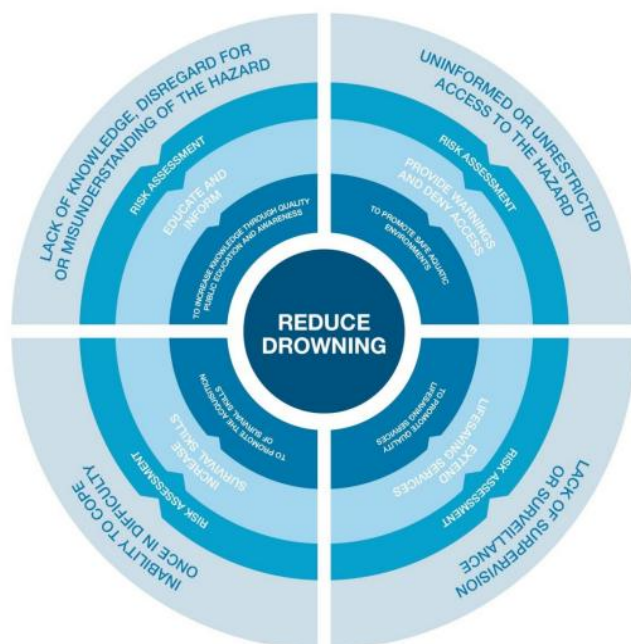 LACK OF KNOWLEDGE, DISREGARD FOR
OR MISUNDERSTANDING OF THE HAZARD
RISK ASSESSMENT
EDUCATE AND
INFORM
TO INCREASE KNOWLEDGE THROUGH QUALITY
PUBLIC EDUCATION AND AWARENESS
UNINFORMED OR UNRESTRICTED
ACCESS TO THE HAZARD
RISK ASSESSMENT
PROVIDE WARNINGS
AND DENY ACCESS
TO PROMOTE SAFE AQUATIC
ENVIRONMENTS
REDUCE
DROWNING
TO PROMOTE THE ACQUISITION
OF SURVIVAL SKILLS
INCREASE
SURVIVAL SKILLS
RISK ASSESSMENT
INABILITY TO COPE
ONCE IN DIFFICULTY
TO PROMOTE QUALITY
LIFESAVING SERVICES
EXTEND
LIFESAVING SERVICES
RISK ASSESSMENT
LACK OF SURPERVISION
OR SURVEILLANCE